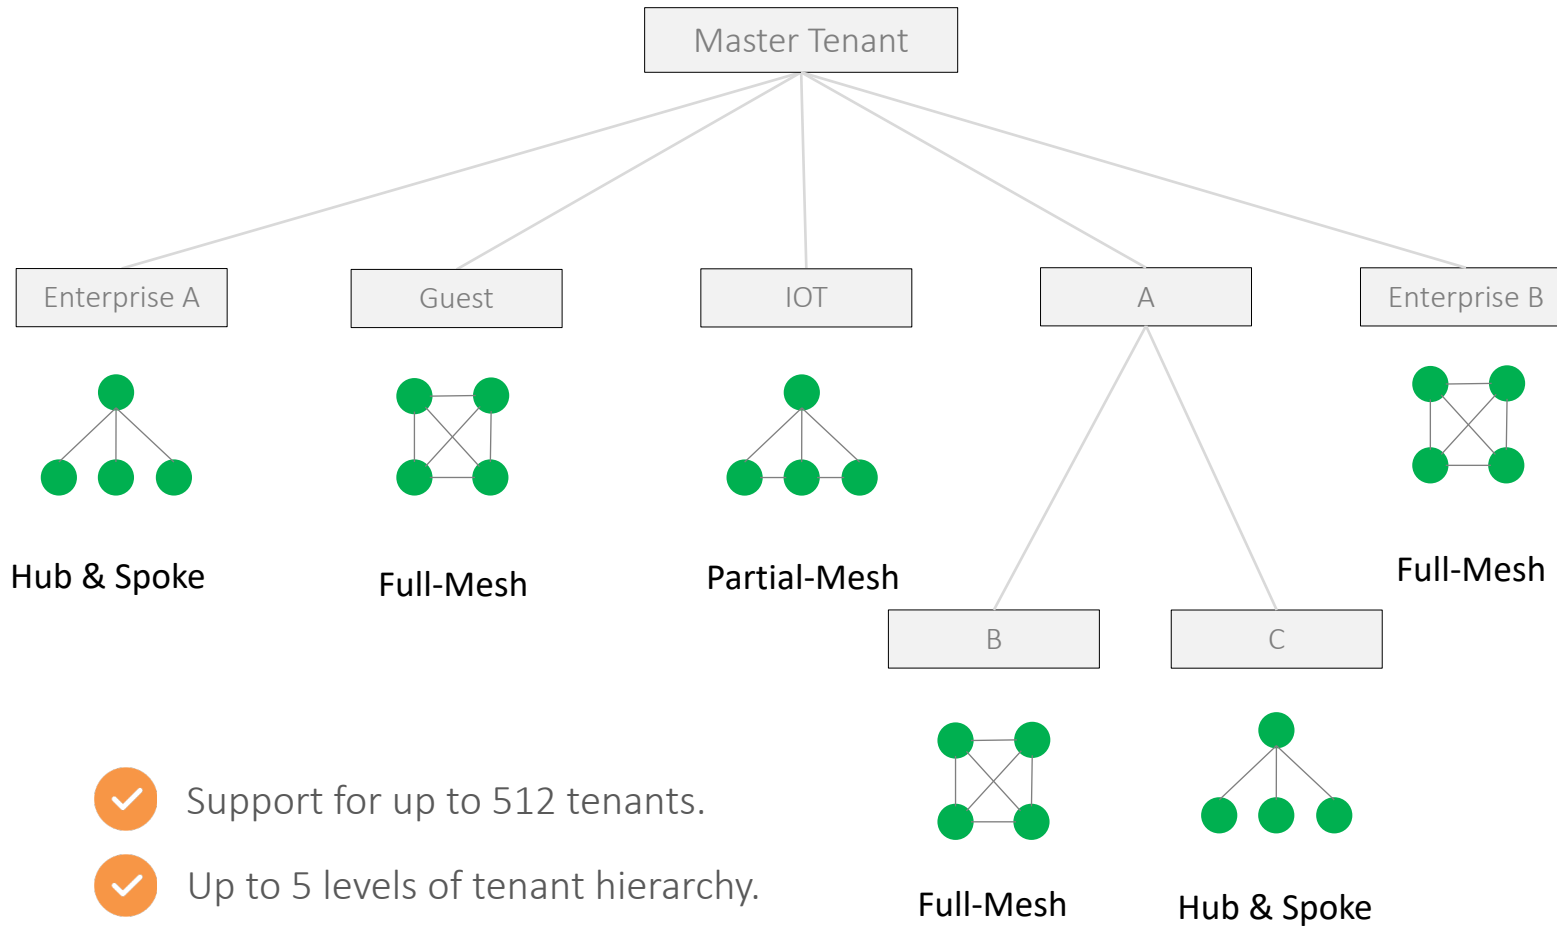 Master Tenant
Enterprise A
Guest
IOT
A
Enterprise B
Hub & Spoke
Full-Mesh
Partial-Mesh
Full-Mesh
B
C
Full-Mesh
Hub & Spoke
Support for up to 512 tenants.
Up to 5 levels of tenant hierarchy.